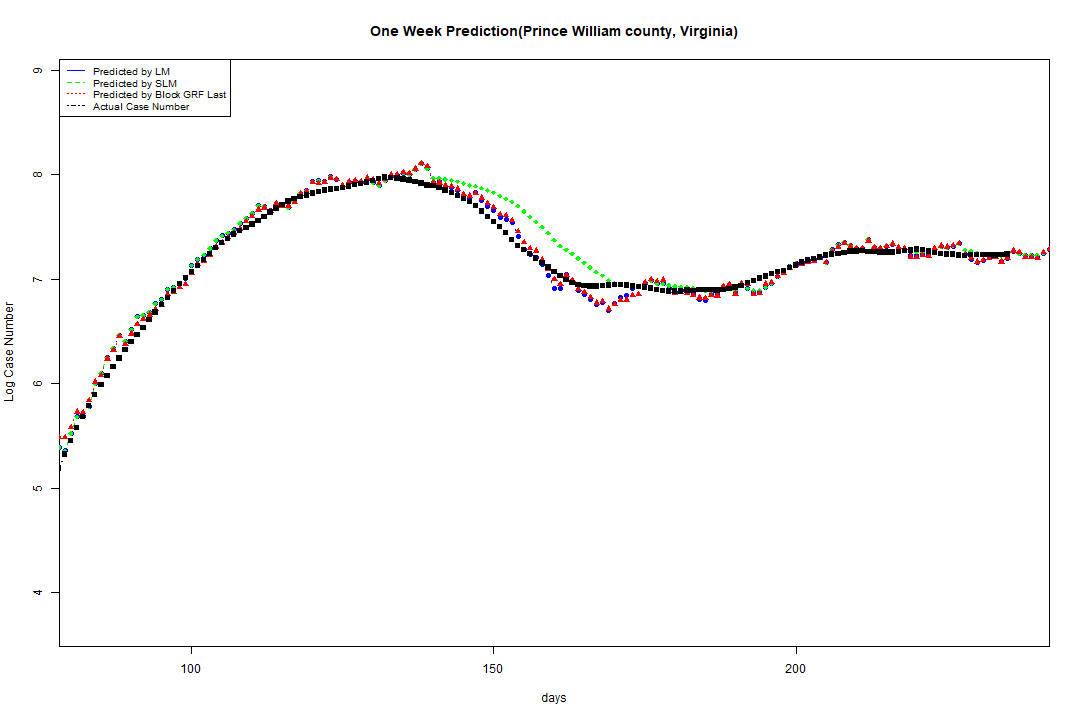 One Week Prediction(Prince William county, Virginia)
Predicted by LM
Predicted by SLM
Predicted by Block GRF Last
Actual Case Number
9
8
7
6
5
4
Log Case Number
100
150
200
days